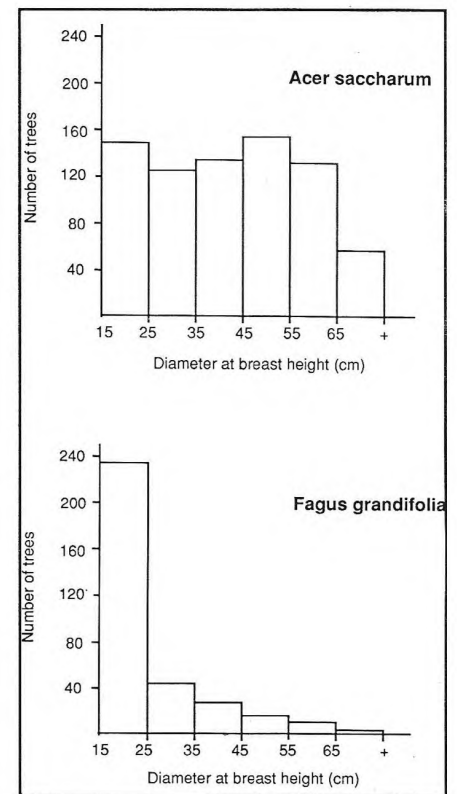 240
Acer saccharum
200
160
120
80
40
Number of trees
15 25 35 45 55 65 +
Diameter at breast height (cm)
240
Fagus grandifolia
200
160
120
80
40
Number of trees
15 25 35 45 55 65 +
Diameter at breast height (cm)